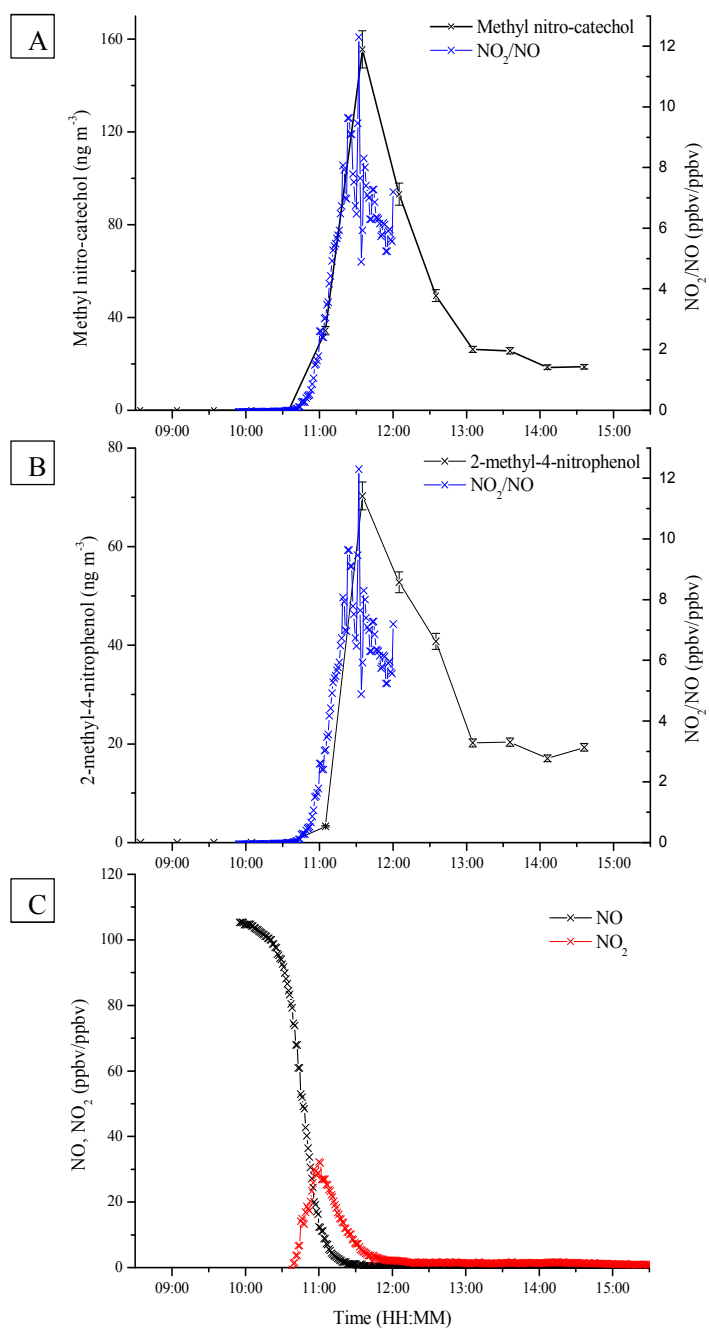 A
Methyl nitro-catechol (ng m⁻³)
160
120
80
40
0
Methyl nitro-catechol
NO₂/NO
12
10
8
6
4
2
0
NO₂/NO (ppbv/ppbv)
09:00 10:00 11:00 12:00 13:00 14:00 15:00
B
2-methyl-4-nitrophenol (ng m⁻³)
80
60
40
20
0
2-methyl-4-nitrophenol
NO₂/NO
12
10
8
6
4
2
0
NO₂/NO (ppbv/ppbv)
09:00 10:00 11:00 12:00 13:00 14:00 15:00
C
NO, NO₂ (ppbv/ppbv)
120
100
80
60
40
20
0
NO
NO₂
09:00 10:00 11:00 12:00 13:00 14:00 15:00
Time (HH:MM)